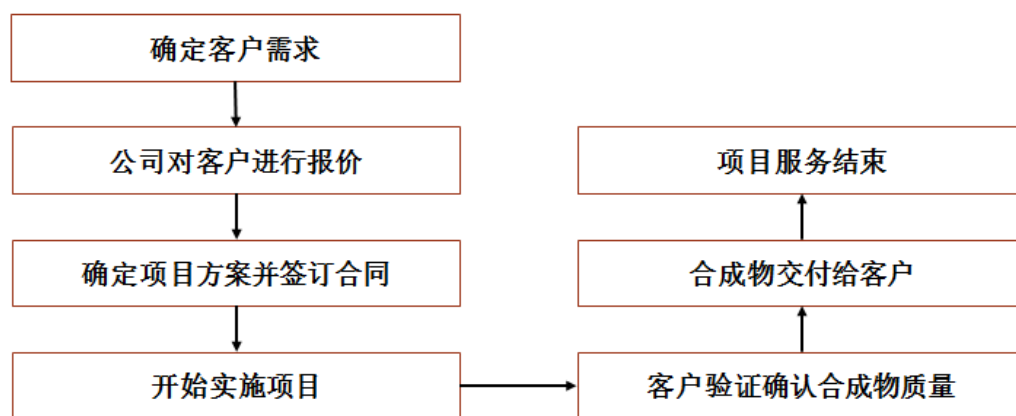 确定客户需求
公司对客户进行报价
确定项目方案并签订合同
开始实施项目
客户验证确认合成物质量
合成物交付给客户
项目服务结束